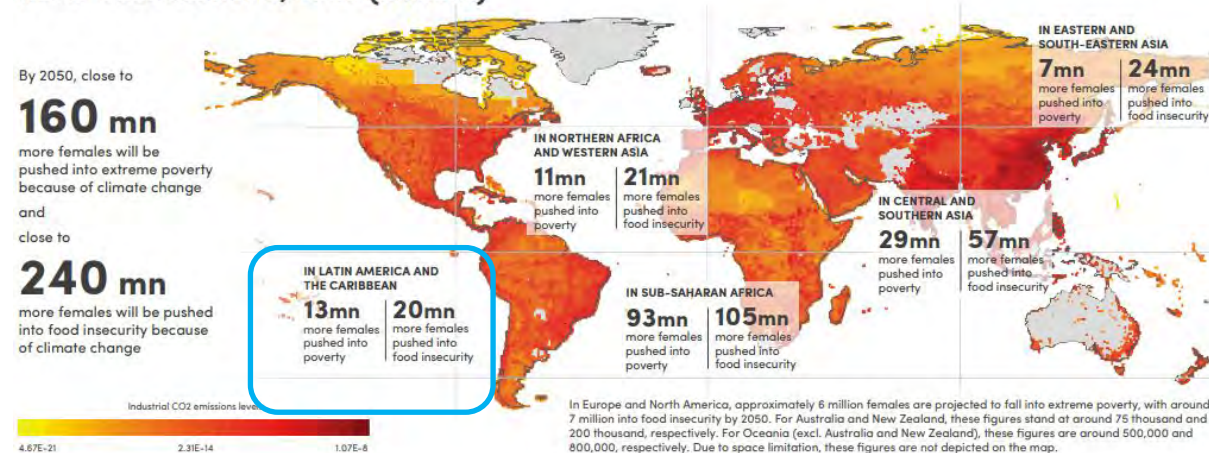 By 2050, close to
160 mn
more females will be
pushed into extreme poverty
because of climate change
and
close to
240 mn
more females will be pushed
into food insecurity because
of climate change
IN LATIN AMERICA AND
THE CARIBBEAN
13mn
more females
pushed into
poverty
20mn
more females
pushed into
food insecurity
IN NORTHERN AFRICA
AND WESTERN ASIA
11mn
more females
pushed into
poverty
21mn
more females
pushed into
food insecurity
IN SUB-SAHARAN AFRICA
93mn
more females
pushed into
poverty
105mn
more females
pushed into
food insecurity
IN CENTRAL AND
SOUTHERN ASIA
29mn
more females
pushed into
poverty
57mn
more females
pushed into
food insecurity
IN EASTERN AND
SOUTH-EASTERN ASIA
7mn
more females
pushed into
poverty
24mn
more females
pushed into
food insecurity
Industrial CO2 emissions
4.67E-21
2.31E-14
1.07E-8
In Europe and North America, approximately 6 million females are projected to fall into extreme poverty, with around
7 million into food insecurity by 2050. For Australia and New Zealand, these figures stand at around 75 thousand and
200 thousand, respectively. For Oceania (excl. Australia and New Zealand), these figures are around 500,000 and
800,000, respectively. Due to space limitation, these figures are not depicted on the map.